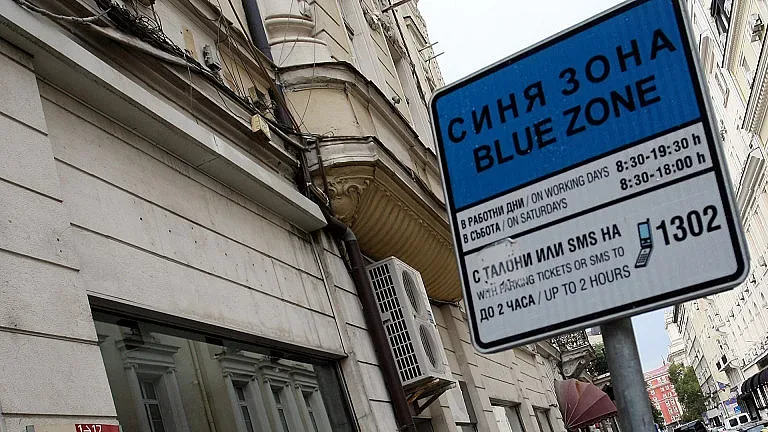 СИНЯ ЗОНА
BLUE ZONE
В РАБОТНИ ДНИ / ON WORKING DAYS 8:30-19:30 h
В СЪБОТА / ON SATURDAYS 8:30-18:00 h
С ТАЛОНИ ИЛИ SMS НА 1302
WITH PARKING TICKETS OR SMS TO
ДО 2 ЧАСА / UP TO 2 HOURS
1→17